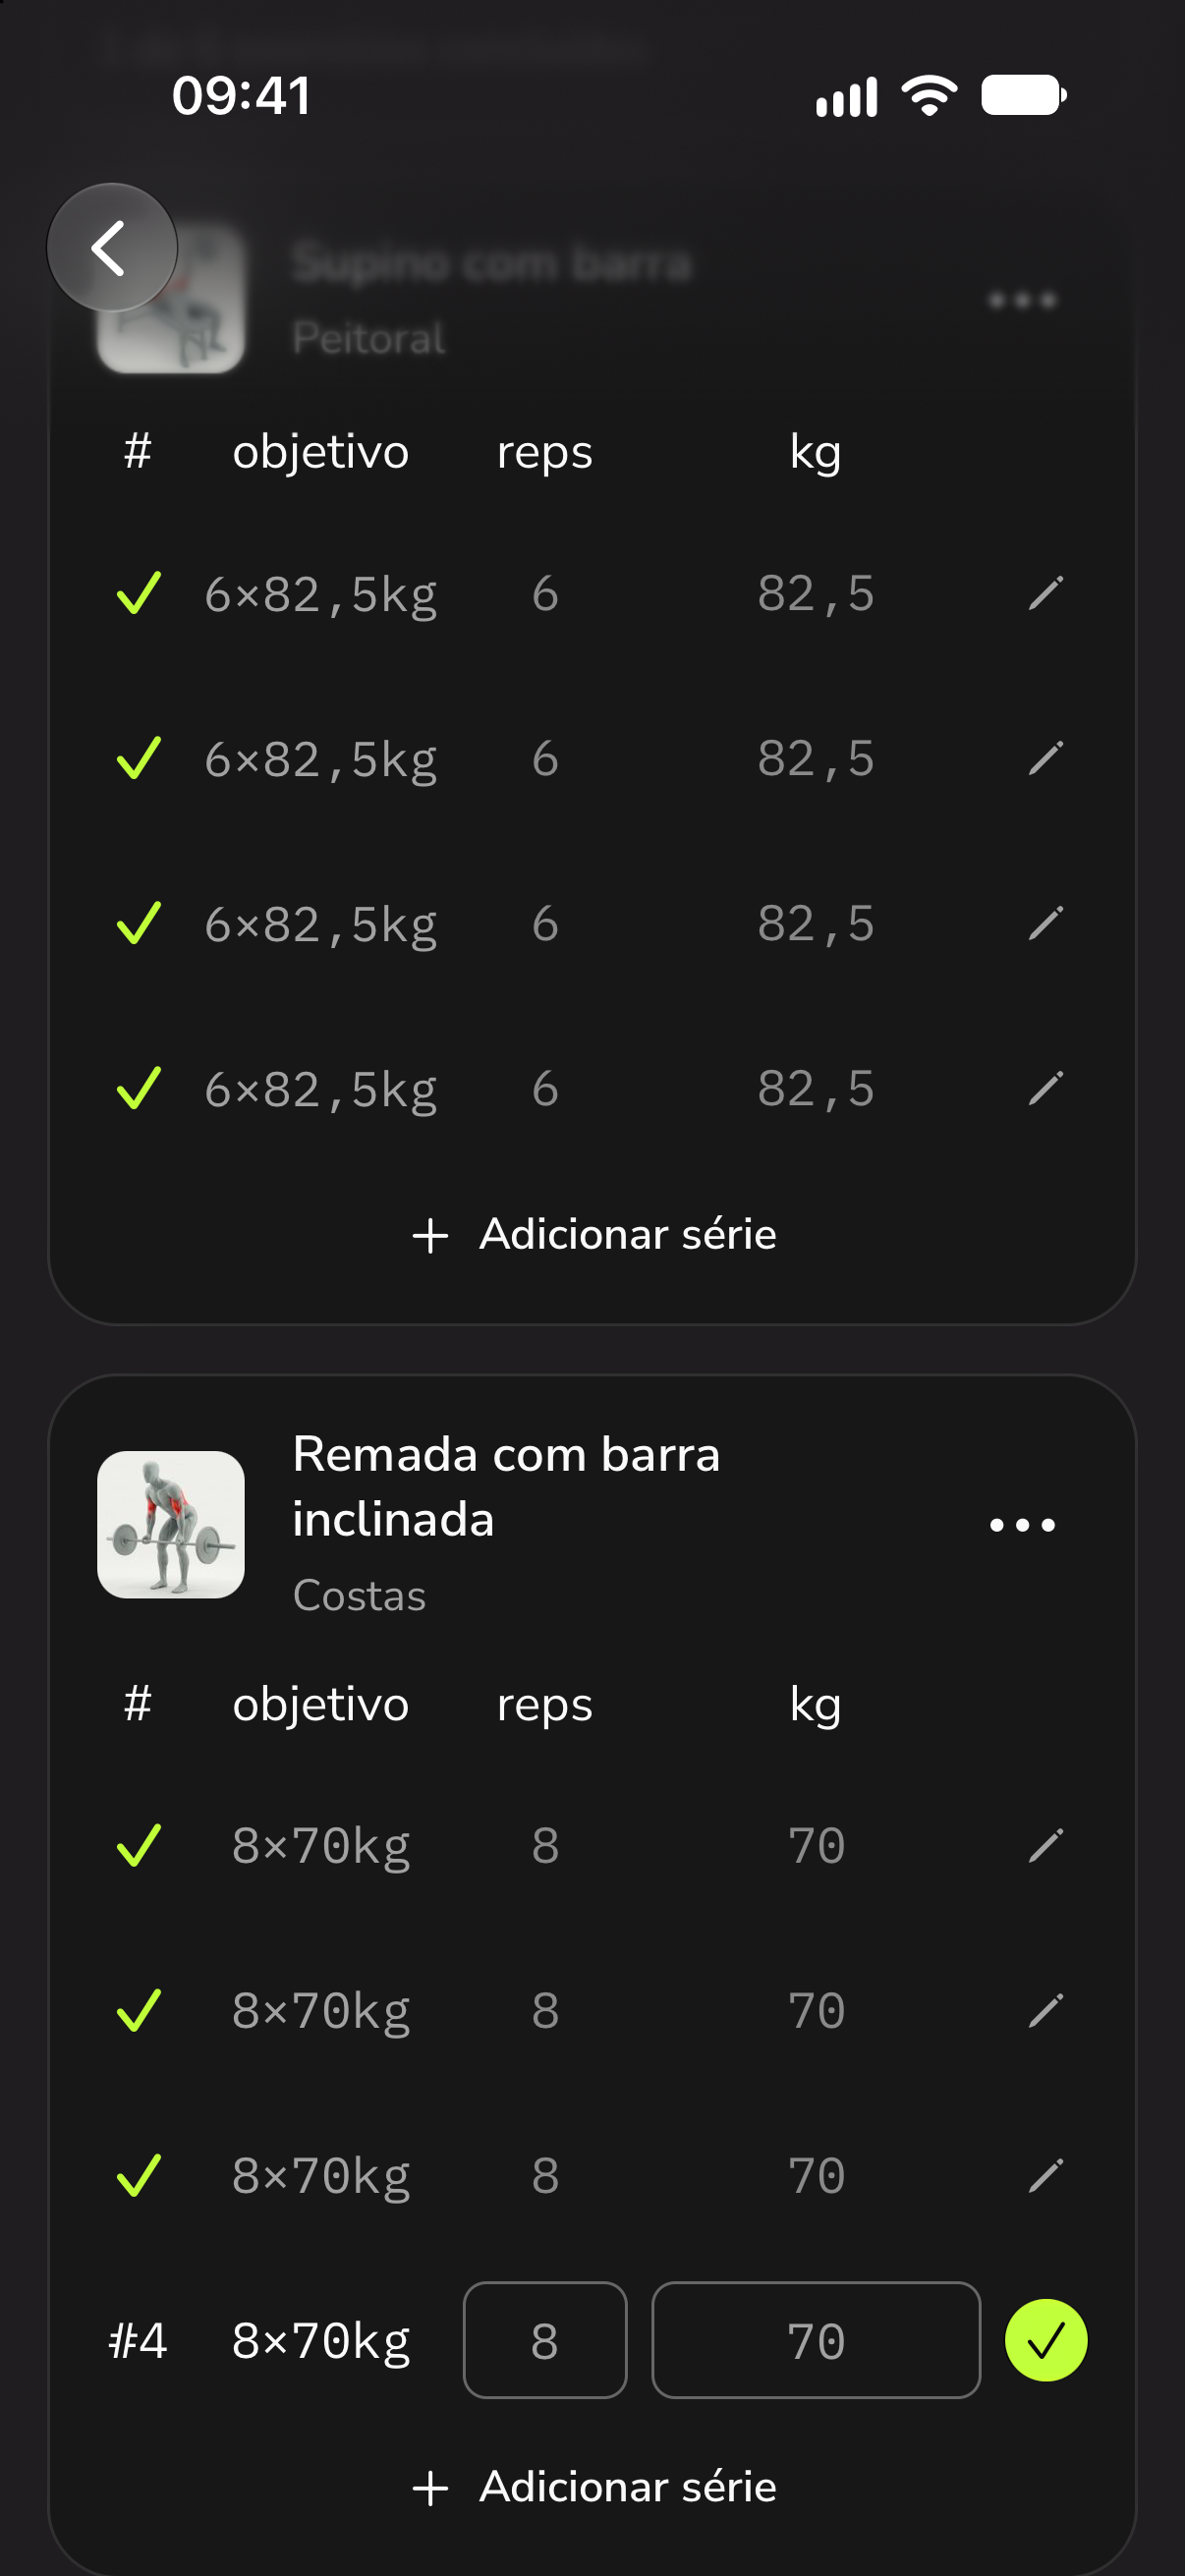 09:41
Supino com barra
Peitoral
# objetivo reps kg
6×82,5kg 6 82,5
6×82,5kg 6 82,5
6×82,5kg 6 82,5
6×82,5kg 6 82,5
+ Adicionar série
Remada com barra
inclinada
Costas
# objetivo reps kg
8×70kg 8 70
8×70kg 8 70
8×70kg 8 70
#4 8×70kg 8 70
+ Adicionar série